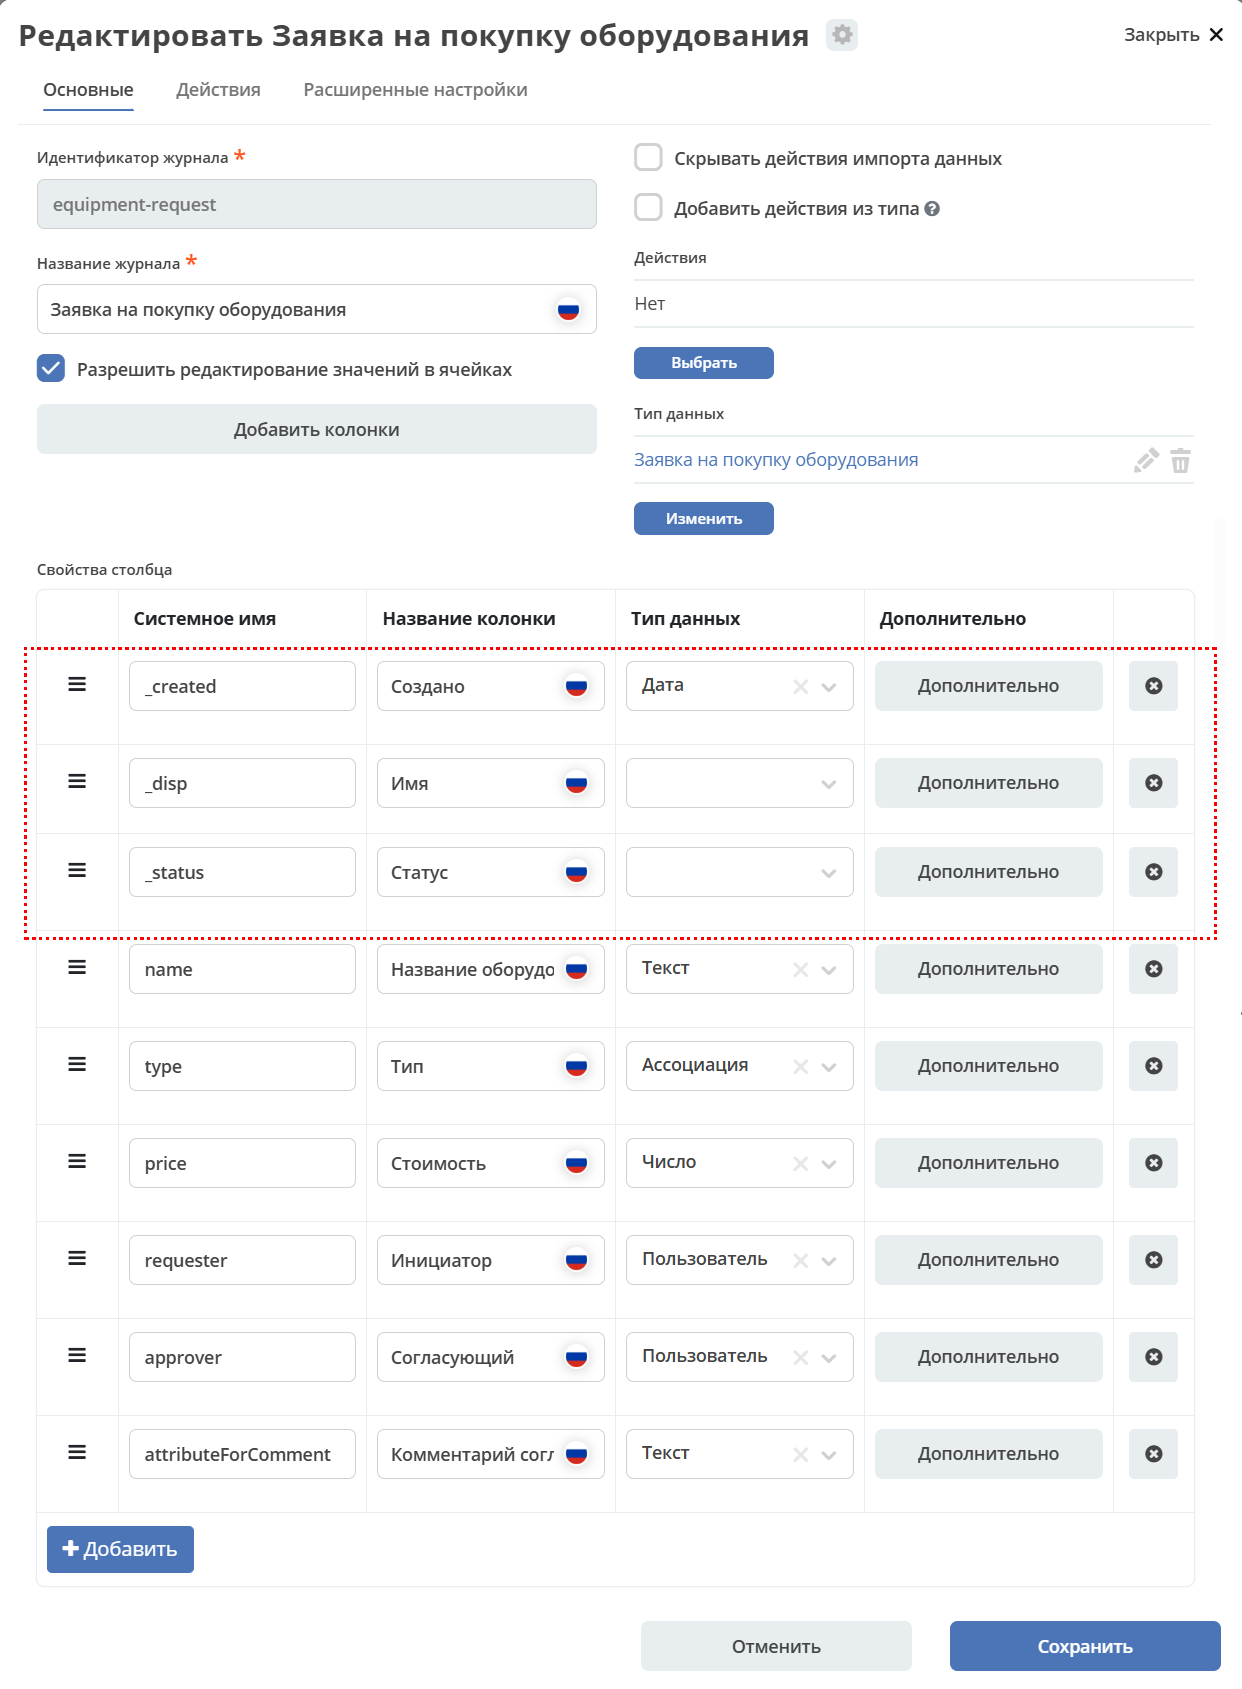 Редактировать Заявка на покупку оборудования
Закрыть
Основные Действия Расширенные настройки
Идентификатор журнала *
equipment-request
Название журнала *
Заявка на покупку оборудования
Разрешить редактирование значений в ячейках
Добавить колонки
Скрывать действия импорта данных
Добавить действия из типа ?
Действия
Нет
Выбрать
Тип данных
Заявка на покупку оборудования
Изменить
Свойства столбца
Системное имя Название колонки Тип данных Дополнительно
_created Создано Дата Дополнительно
_disp Имя Дополнительно
_status Статус Дополнительно
name Название оборудо Текст Дополнительно
type Тип Ассоциация Дополнительно
price Стоимость Число Дополнительно
requester Инициатор Пользователь Дополнительно
approver Согласующий Пользователь Дополнительно
attributeForComment Комментарий согл Текст Дополнительно
+ Добавить
Отменить Сохранить